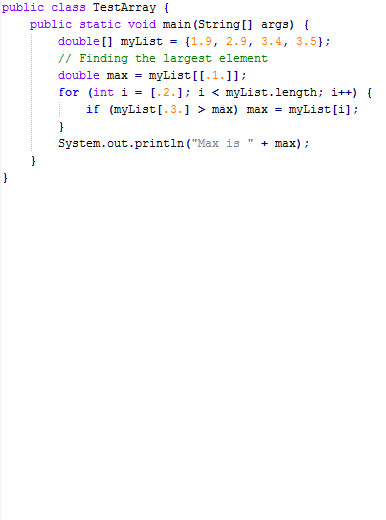 public class TestArray {
public static void main(String[] args) {
double[] myList = {1.9, 2.9, 3.4, 3.5};
// Finding the largest element
double max = myList[[.1.]];
for (int i = [.2.]; i < myList.length; i++) {
if (myList[.3.] > max) max = myList[i];
}
System.out.println("Max is " + max);
}
}